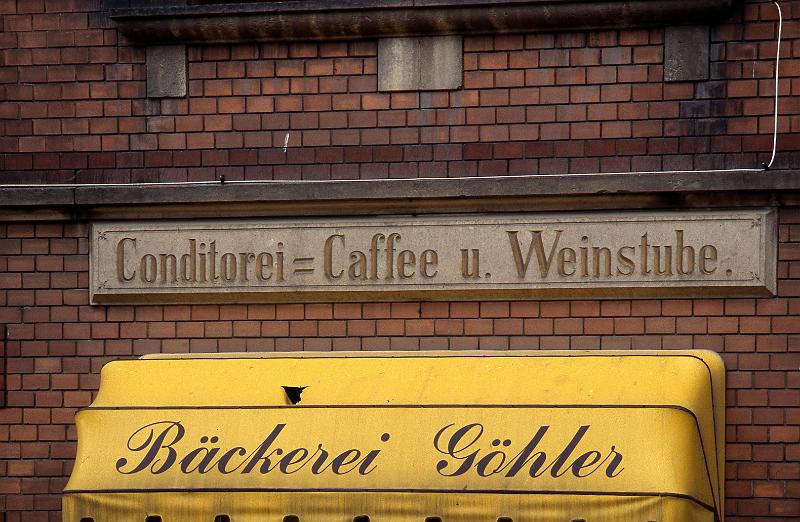 Conditorei = Caffee u. Weinstube.
Bäckerei Göhler